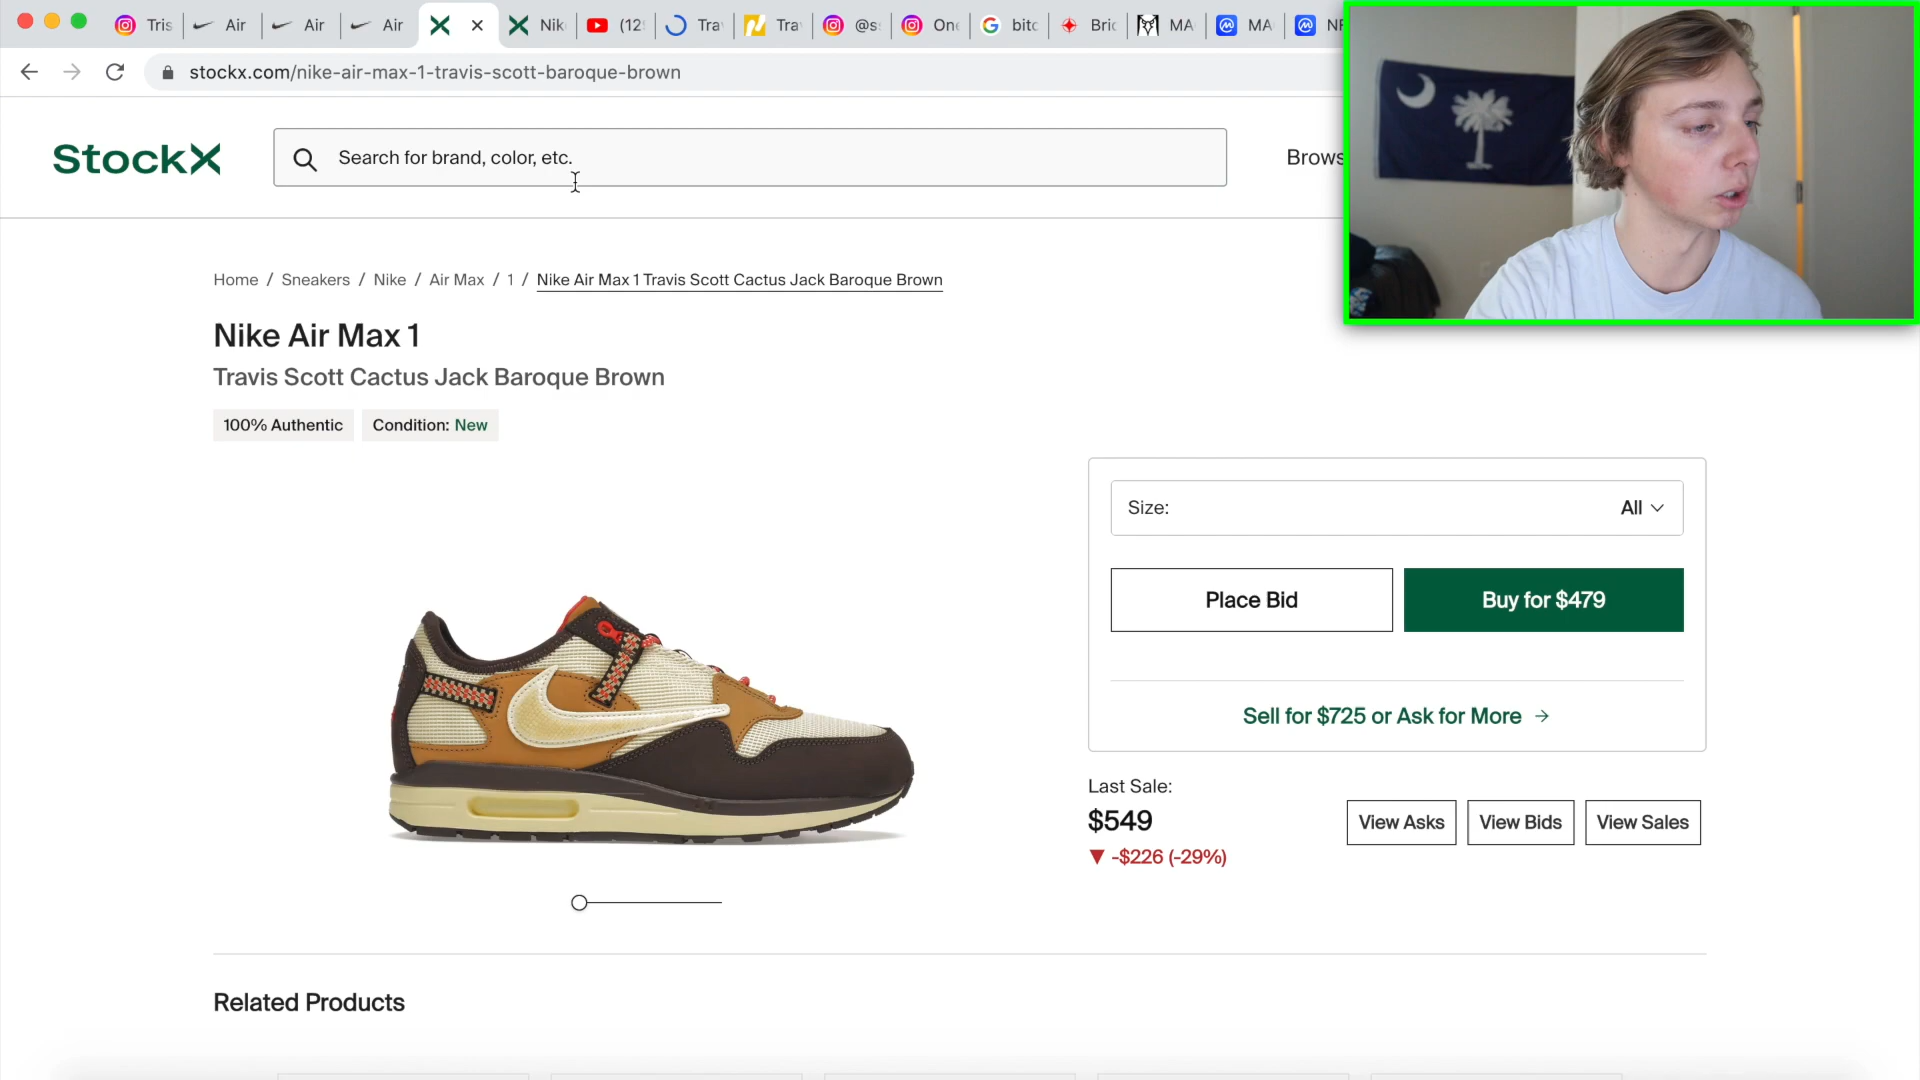 Tris
Air
Air
Air
Nik
(12
Tra
Tra
@s
On
bitc
Bric
MA
MA
stockx.com/nike-air-max-1-travis-scott-baroque-brown
StockX
Search for brand, color, etc.
Brows
Home / Sneakers / Nike / Air Max / 1 / Nike Air Max 1 Travis Scott Cactus Jack Baroque Brown
Nike Air Max 1
Travis Scott Cactus Jack Baroque Brown
100% Authentic
Condition: New
Size:
All
Place Bid
Buy for $479
Sell for $725 or Ask for More →
Last Sale:
$549
▼ -$226 (-29%)
View Asks
View Bids
View Sales
Related Products